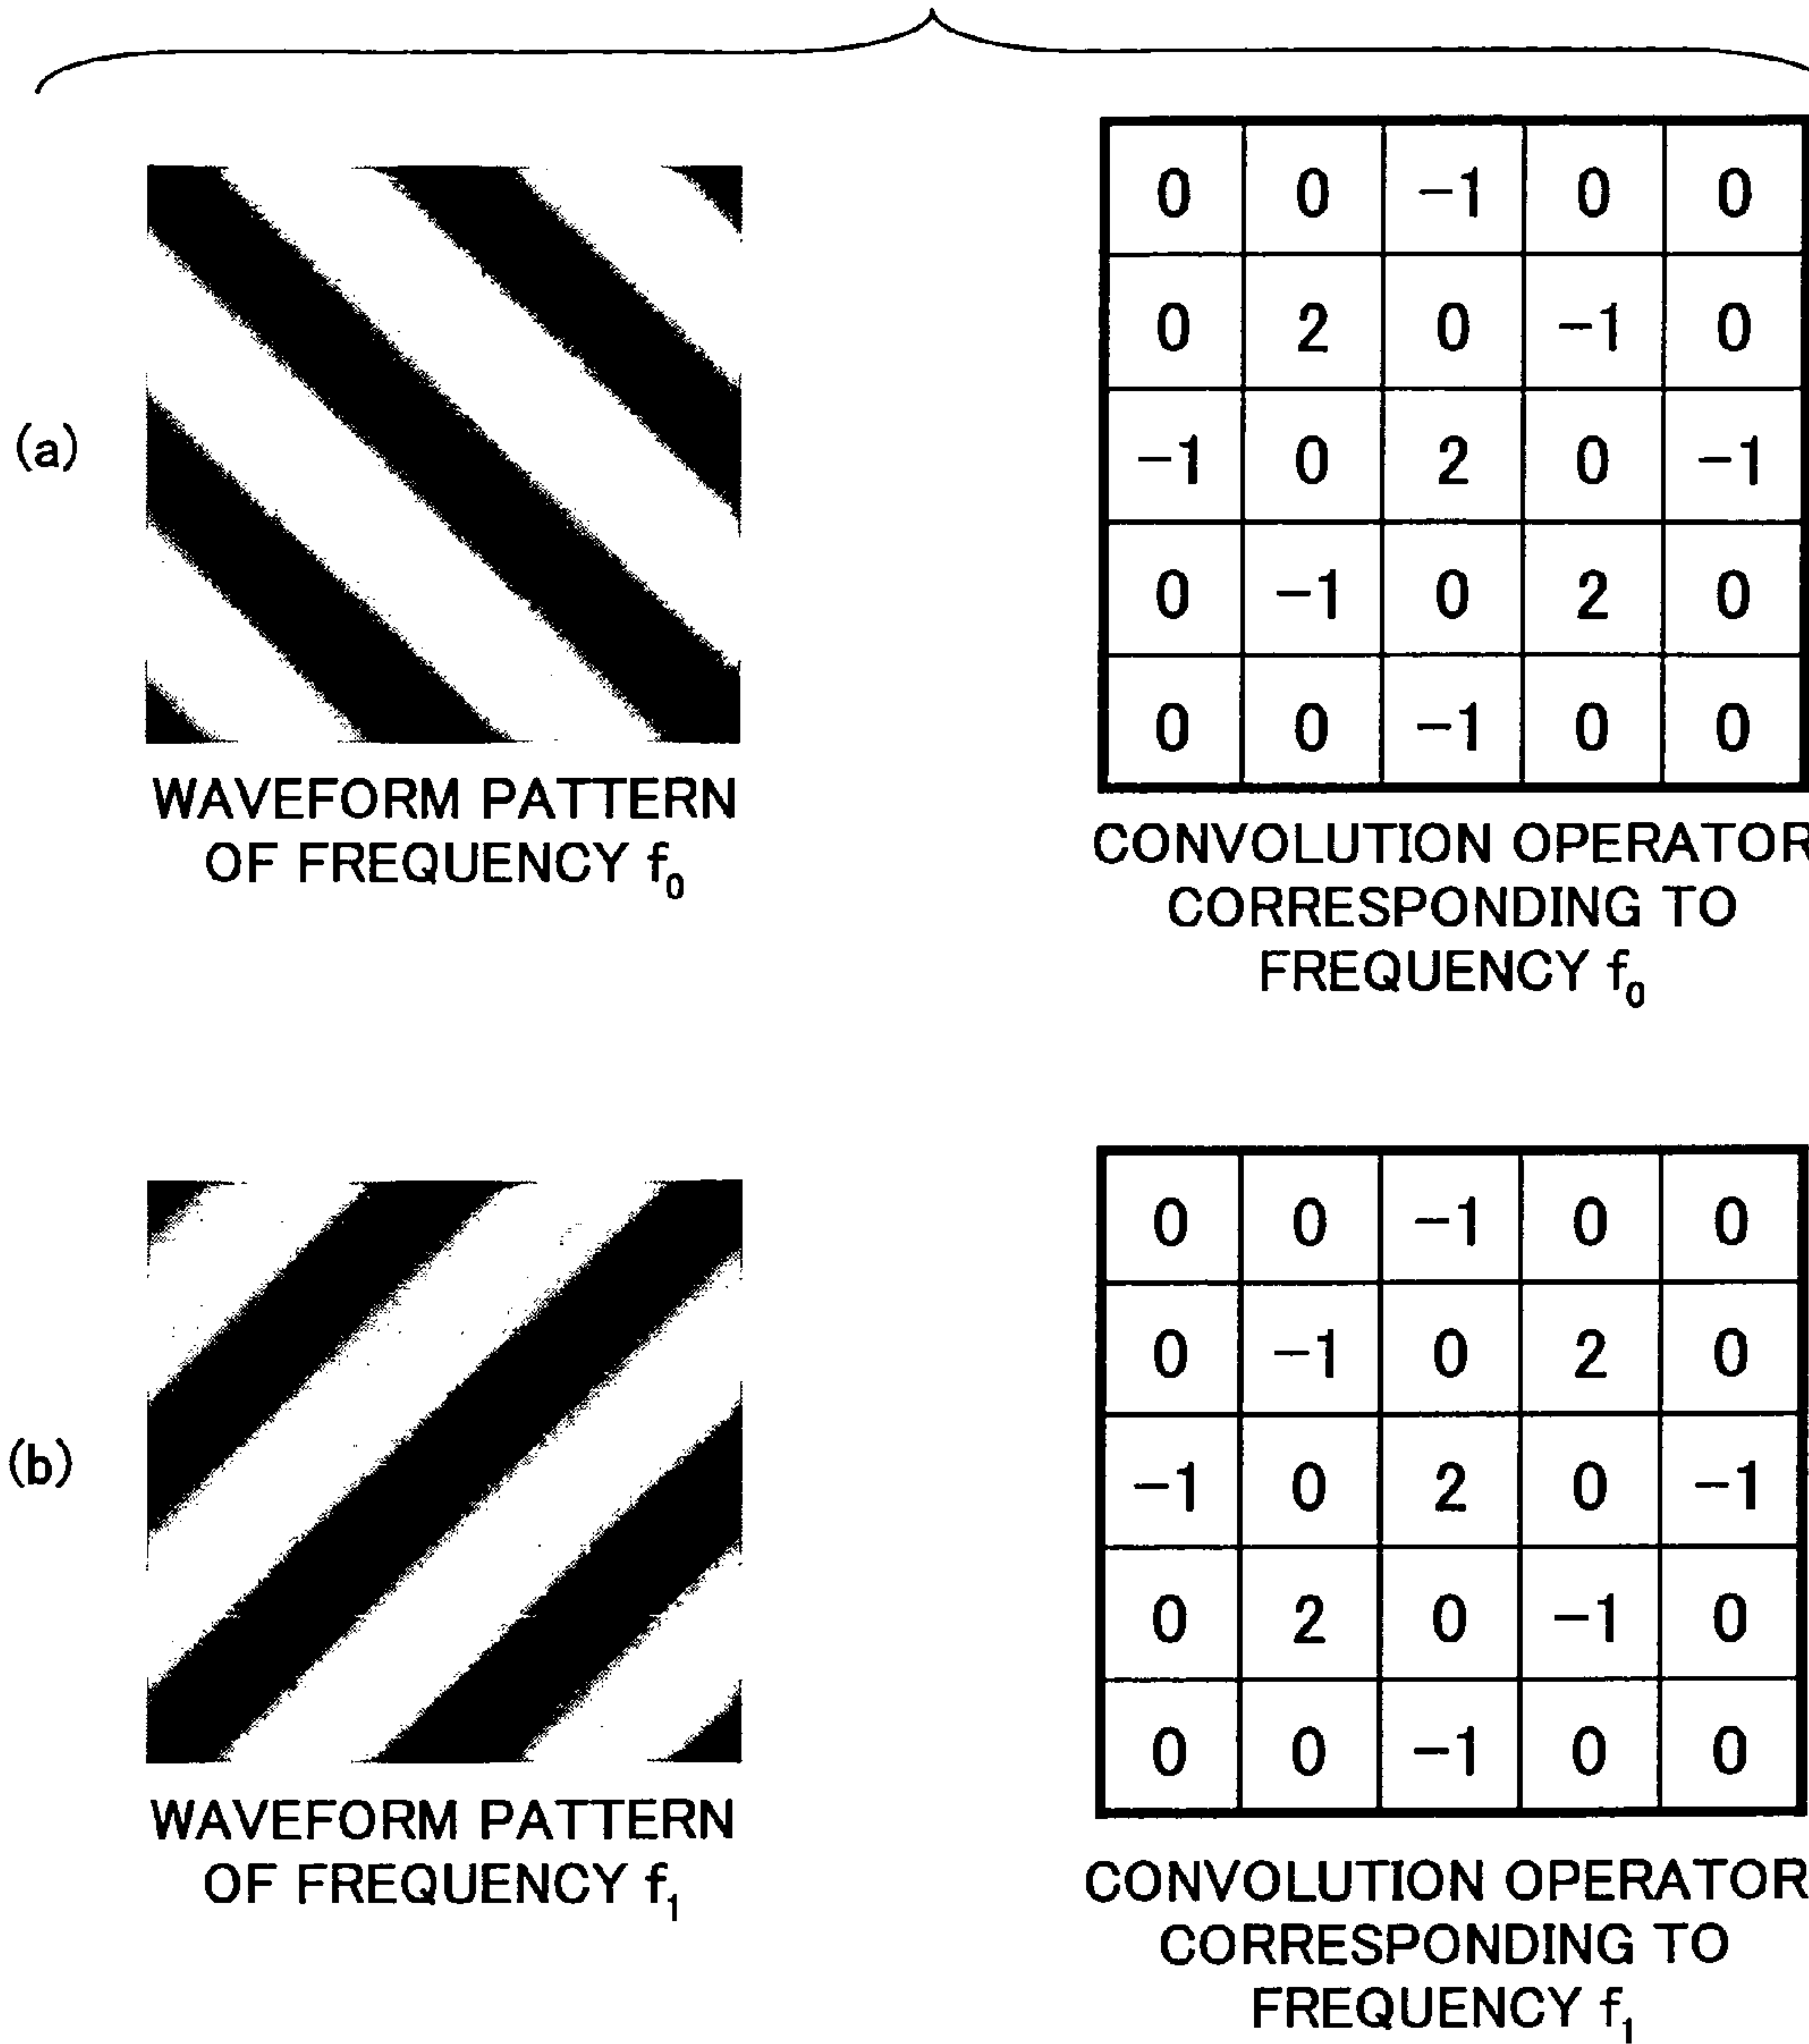 (a)
WAVEFORM PATTERN
OF FREQUENCY f₀
0 0 −1 0 0
0 2 0 −1 0
−1 0 2 0 −1
0 −1 0 2 0
0 0 −1 0 0
CONVOLUTION OPERATOR
CORRESPONDING TO
FREQUENCY f₀
(b)
WAVEFORM PATTERN
OF FREQUENCY f₁
0 0 −1 0 0
0 −1 0 2 0
−1 0 2 0 −1
0 2 0 −1 0
0 0 −1 0 0
CONVOLUTION OPERATOR
CORRESPONDING TO
FREQUENCY f₁